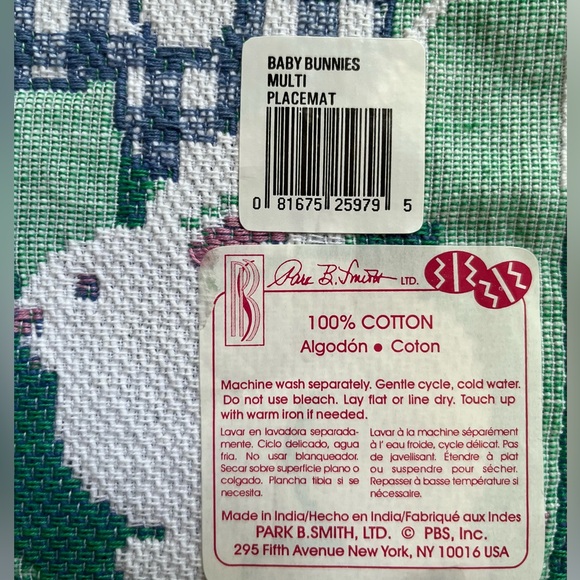 BABY BUNNIES
MULTI
PLACEMAT
0 81675 25979 5
B Park B. Smith LTD.
100% COTTON
Algodón • Coton
Machine wash separately. Gentle cycle, cold water.
Do not use bleach. Lay flat or line dry. Touch up
with warm iron if needed.
Lavar en lavadora separada-
mente. Ciclo delicado, agua
fria. No usar blanqueador.
Secar sobre superficie plano o
colgado. Plancha tibia si se
necesita.
Lavar à la machine séparément
à l' eau froide, cycle délicat. Pas
de javellisant. Étendre à plat
ou suspendre pour sécher.
Repasser à basse température si
nécessaire.
Made in India/Hecho en India/Fabriqué aux Indes
PARK B.SMITH, LTD. © PBS, Inc.
295 Fifth Avenue New York, NY 10016 USA